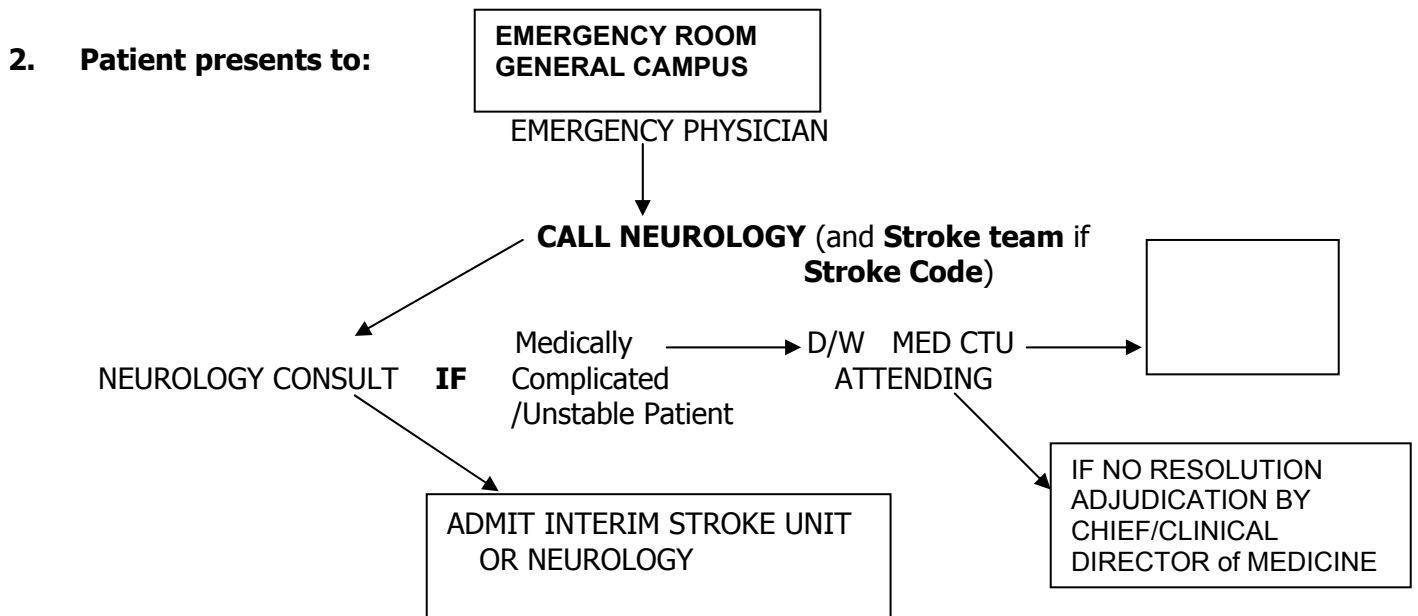 2. Patient presents to:
EMERGENCY ROOM
GENERAL CAMPUS
EMERGENCY PHYSICIAN
CALL NEUROLOGY (and Stroke team if
Stroke Code)
NEUROLOGY CONSULT IF
Medically
Complicated
/Unstable Patient
D/W MED CTU
ATTENDING
ADMIT INTERIM STROKE UNIT
OR NEUROLOGY
IF NO RESOLUTION
ADJUDICATION BY
CHIEF/CLINICAL
DIRECTOR of MEDICINE